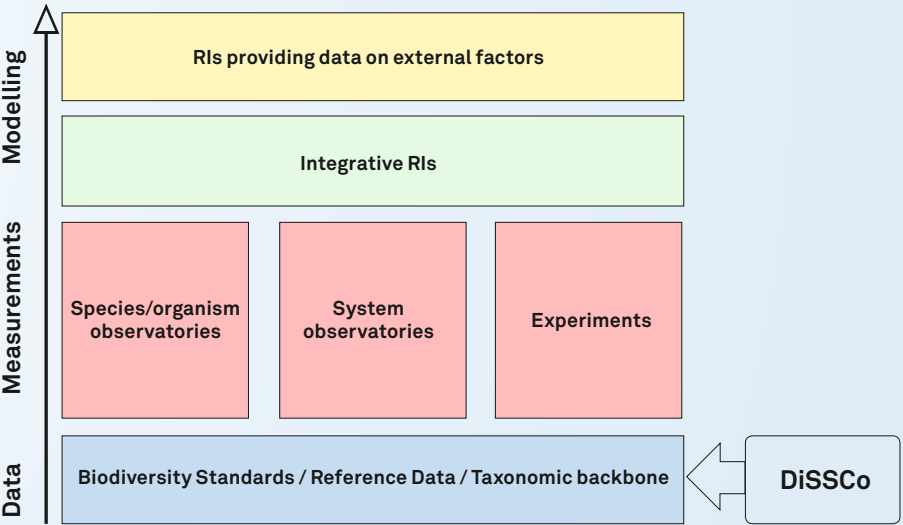 Modelling
RIs providing data on external factors
Integrative RIs
Measurements
Species/organism
observatories
System
observatories
Experiments
Data
Biodiversity Standards / Reference Data / Taxonomic backbone
DiSSCo